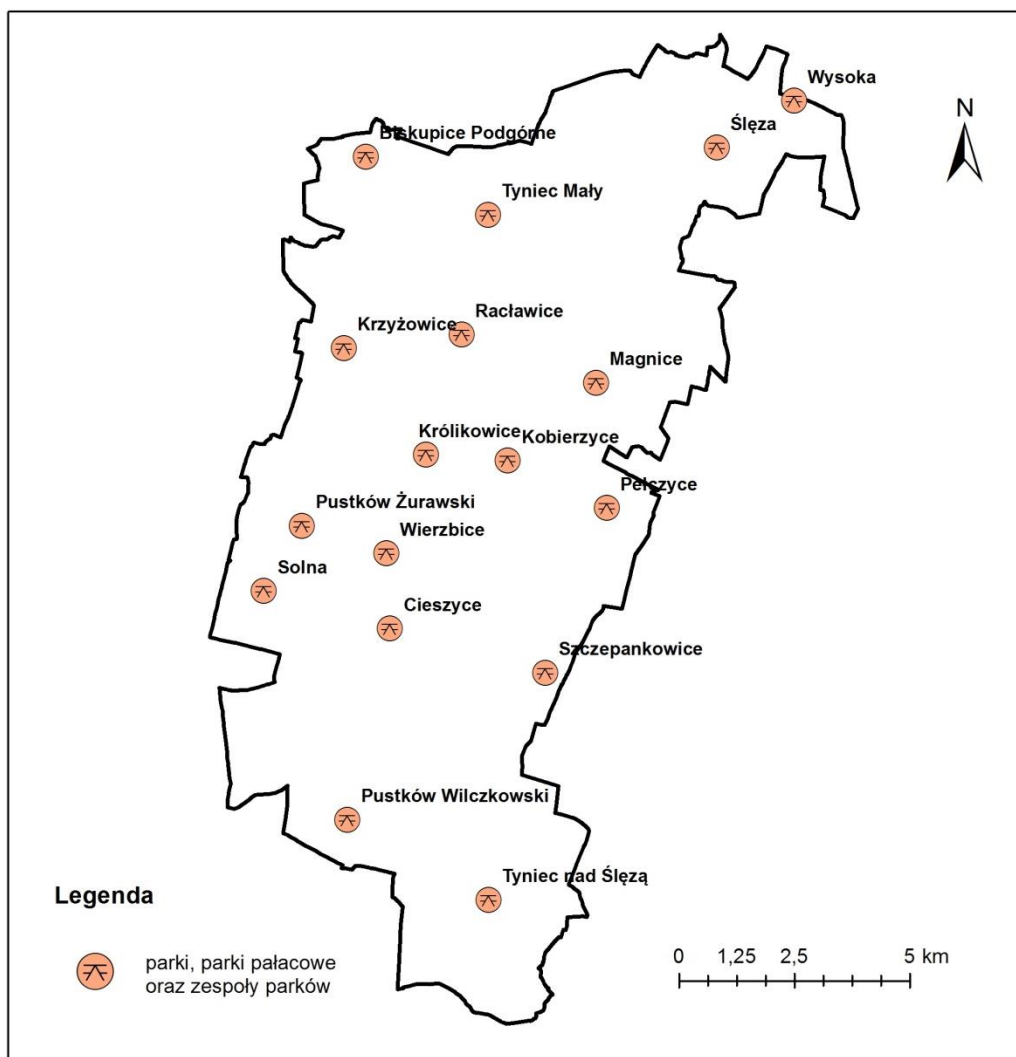 Wysoka
N
Biskupice Podgórne
Ślęza
Tyniec Mały
Racławice
Krzyżowice
Magnice
Królikowice
Kobierzyce
Pełczyce
Pustków Żurawski
Wierzbice
Solna
Cieszyce
Szczepankowice
Pustków Wilczkowski
Tyniec nad Ślęzą
Legenda
parki, parki pałacowe
oraz zespoły parków
0 1,25 2,5 5 km